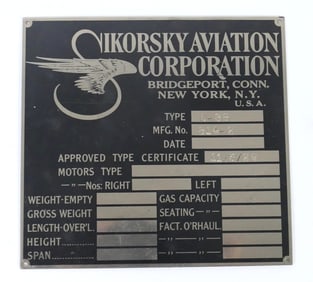 SIKORSKY AVIATION
CORPORATION
BRIDGEPORT, CONN.
NEW YORK, N.Y.
U.S.A.
TYPE
MFG. No.
DATE
APPROVED TYPE CERTIFICATE
MOTORS TYPE
-"- Nos: RIGHT LEFT
WEIGHT-EMPTY GAS CAPACITY
GROSS WEIGHT SEATING -"-
LENGTH-OVER'L. FACT. O'RHAUL. -"-
HEIGHT............ -"- -"-
SPAN ............ -"- -"-